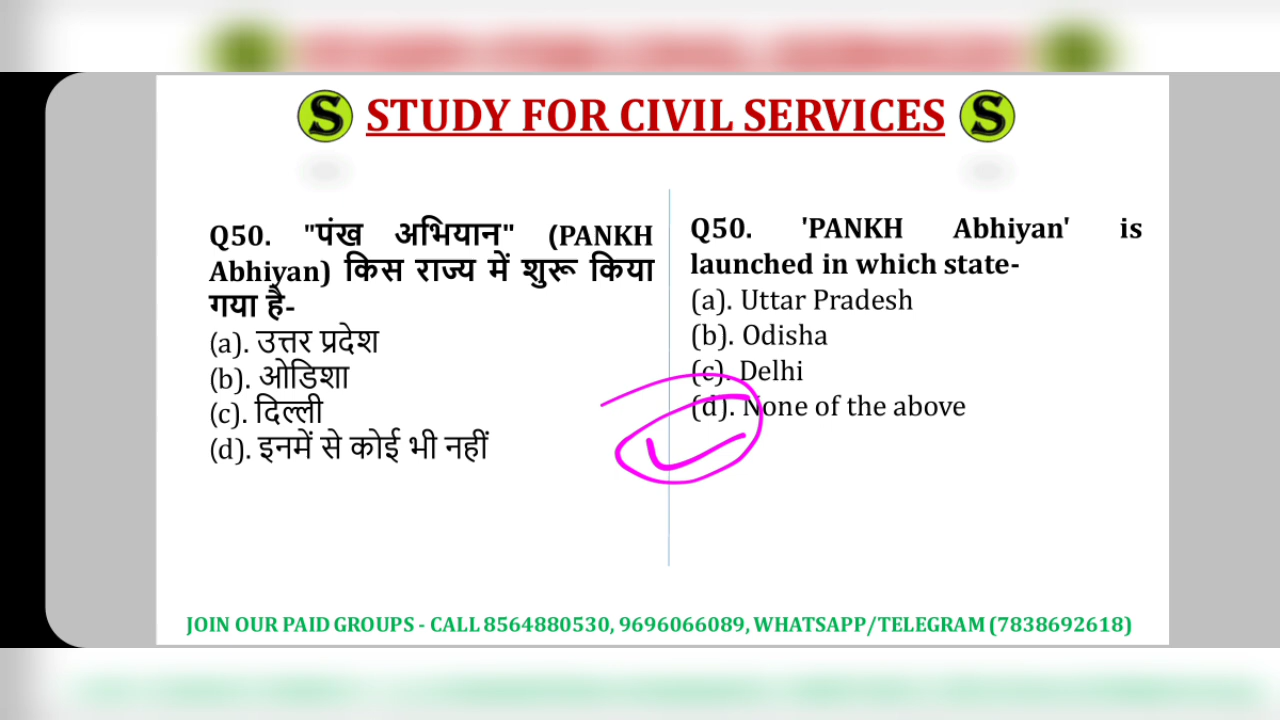 S STUDY FOR CIVIL SERVICES S
Q50. "पंख अभियान" (PANKH
Abhiyan) किस राज्य में शुरू किया
गया है-
(a). उत्तर प्रदेश
(b). ओडिशा
(c). दिल्ली
(d). इनमें से कोई भी नहीं
Q50. 'PANKH Abhiyan' is
launched in which state-
(a). Uttar Pradesh
(b). Odisha
(c). Delhi
(d). None of the above
JOIN OUR PAID GROUPS - CALL 8564880530, 9696066089, WHATSAPP/TELEGRAM (7838692618)